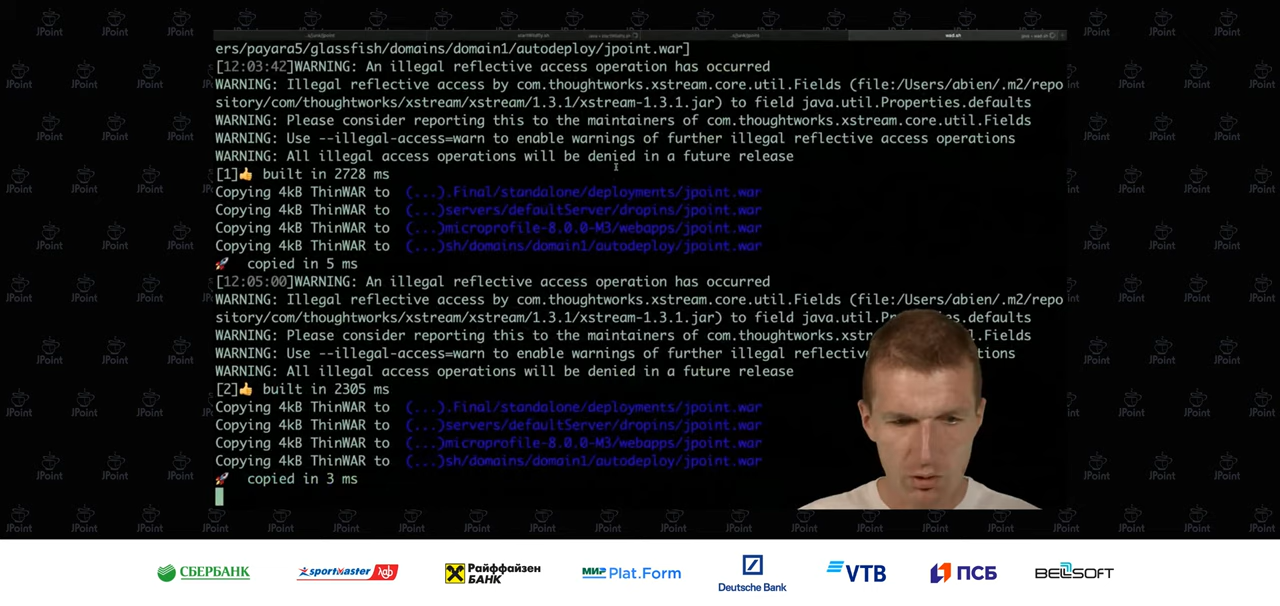 ers/payara5/glassfish/domains/domain1/autodeploy/jpoint.war]
[12:03:42]WARNING: An illegal reflective access operation has occurred
WARNING: Illegal reflective access by com.thoughtworks.xstream.core.util.Fields (file:/Users/abien/.m2/repo
sitory/com/thoughtworks/xstream/xstream/1.3.1/xstream-1.3.1.jar) to field java.util.Properties.defaults
WARNING: Please consider reporting this to the maintainers of com.thoughtworks.xstream.core.util.Fields
WARNING: Use --illegal-access=warn to enable warnings of further illegal reflective access operations
WARNING: All illegal access operations will be denied in a future release
[1]👍 built in 2728 ms
Copying 4kB ThinWAR to (...).Final/standalone/deployments/jpoint.war
Copying 4kB ThinWAR to (...)servers/defaultServer/dropins/jpoint.war
Copying 4kB ThinWAR to (...)microprofile-8.0.0-M3/webapps/jpoint.war
Copying 4kB ThinWAR to (...)sh/domains/domain1/autodeploy/jpoint.war
🚀 copied in 5 ms
[12:05:00]WARNING: An illegal reflective access operation has occurred
WARNING: Illegal reflective access by com.thoughtworks.xstream.core.util.Fields (file:/Users/abien/.m2/repo
sitory/com/thoughtworks/xstream/xstream/1.3.1/xstream-1.3.1.jar) to field java.util. defaults
WARNING: Please consider reporting this to the maintainers of com.thoughtworks.xstream.core.util.Fields
WARNING: Use --illegal-access=warn to enable warnings of further illegal reflective
WARNING: All illegal access operations will be denied in a future release
[2]👍 built in 2305 ms
Copying 4kB ThinWAR to (...).Final/standalone/deployments/jpoint.war
Copying 4kB ThinWAR to (...)servers/defaultServer/dropins/jpoint.war
Copying 4kB ThinWAR to (...)microprofile-8.0.0-M3/webapps/jpoint.war
Copying 4kB ThinWAR to (...)sh/domains/domain1/autodeploy/jpoint.war
🚀 copied in 3 ms
JPoint
СБЕРБАНК
sportmaster lab
Райффайзен
БАНК
МИР Plat.Form
Deutsche Bank
VTB
ПСБ
BELLSOFT